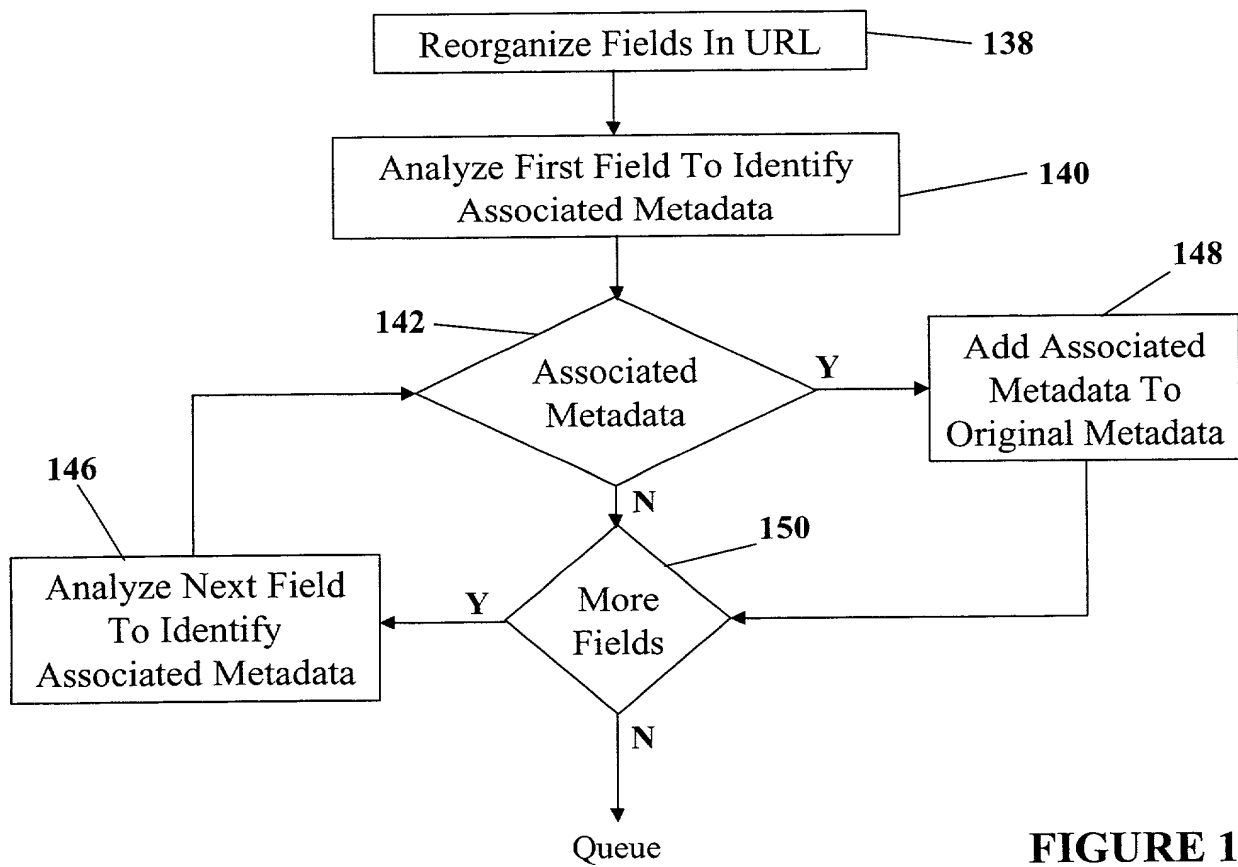 Reorganize Fields In URL
138
Analyze First Field To Identify
Associated Metadata
140
148
142
Associated
Metadata
Y
Add Associated
Metadata To
Original Metadata
146
N
150
Analyze Next Field
To Identify
Associated Metadata
Y
More
Fields
N
Queue
FIGURE 1